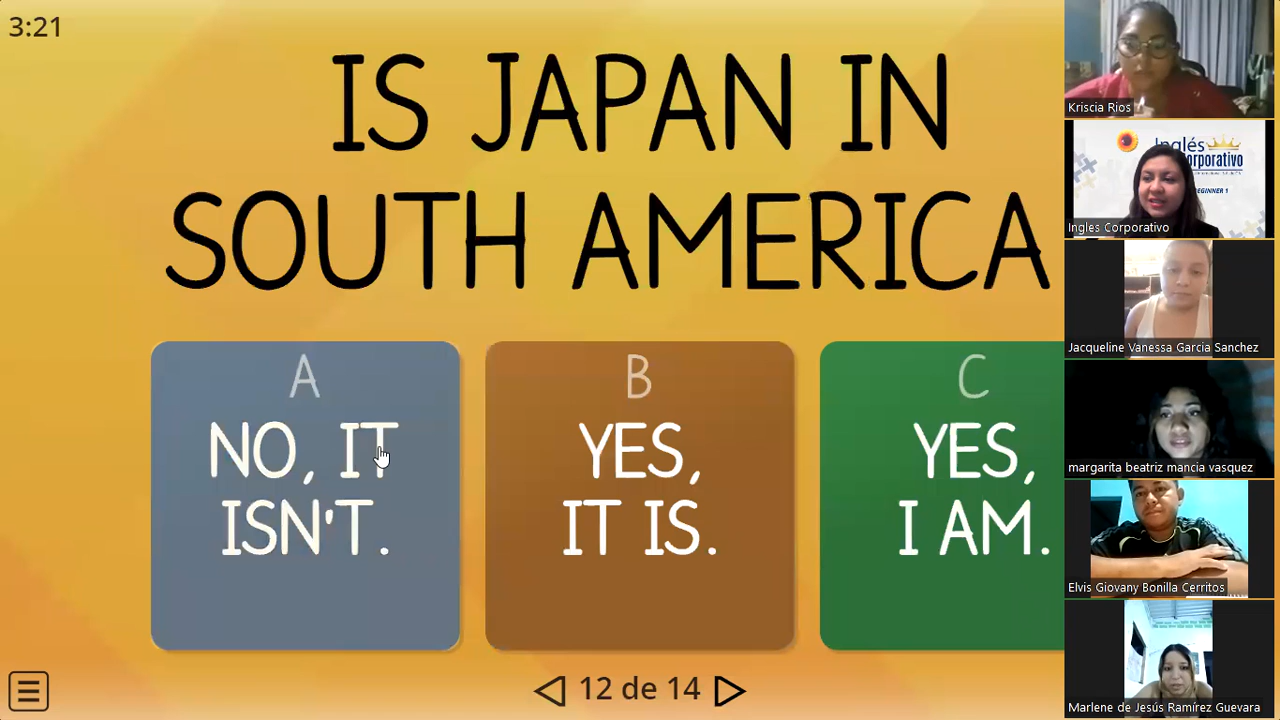 3:21
IS JAPAN IN
SOUTH AMERICA
A
NO, IT
ISN'T.
B
YES,
IT IS.
C
YES,
I AM.
12 de 14
Kriscia Rios
Inglés
Corporativo
BEGINNER 1
Ingles Corporativo
Jacqueline Vanessa Garcia Sanchez
margarita beatriz mancia vasquez
Elvis Giovany Bonilla Cerritos
Marlene de Jesús Ramírez Guevara